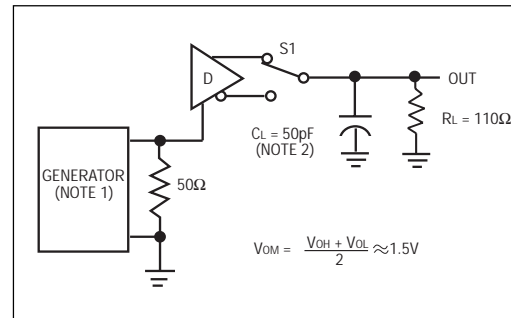 S1
D
OUT
CL = 50pF
(NOTE 2)
RL = 110Ω
GENERATOR
(NOTE 1)
50Ω
VOM = VOH + VOL
2
≈1.5V